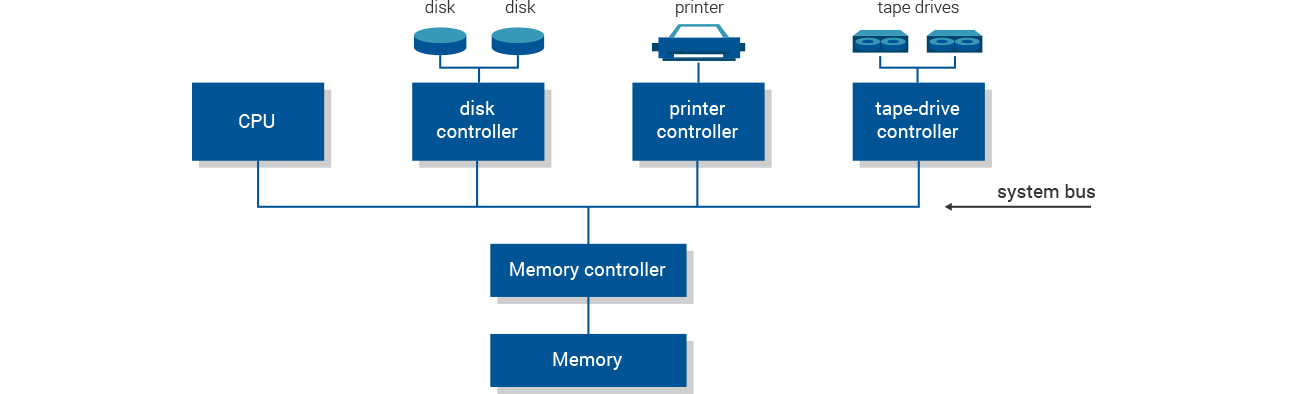 disk
disk
printer
tape drives
CPU
disk
controller
printer
controller
tape-drive
controller
system bus
Memory controller
Memory